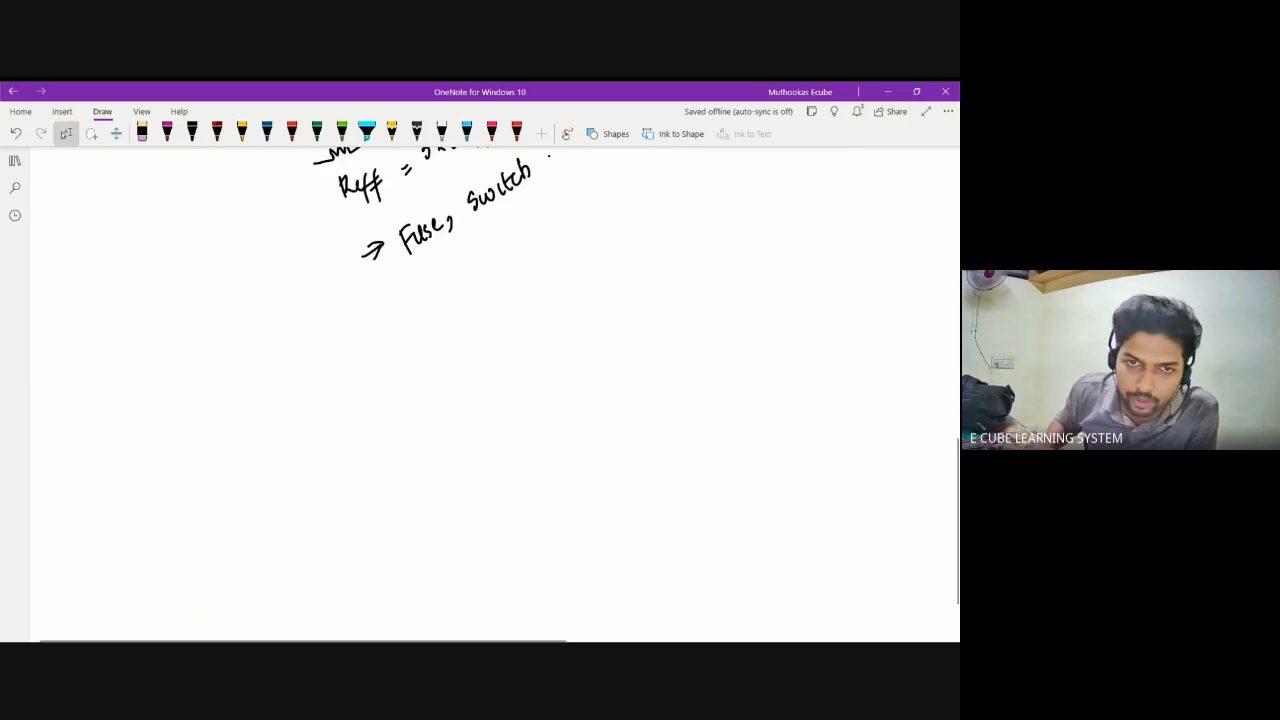 OneNote for Windows 10
Muthookas Ecube
Home Insert Draw View Help
Saved offline (auto-sync is off)
Share
Shapes
Ink to Shape
Ink to Text
Reff =
⇒ Fuse, Switch
E CUBE LEARNING SYSTEM